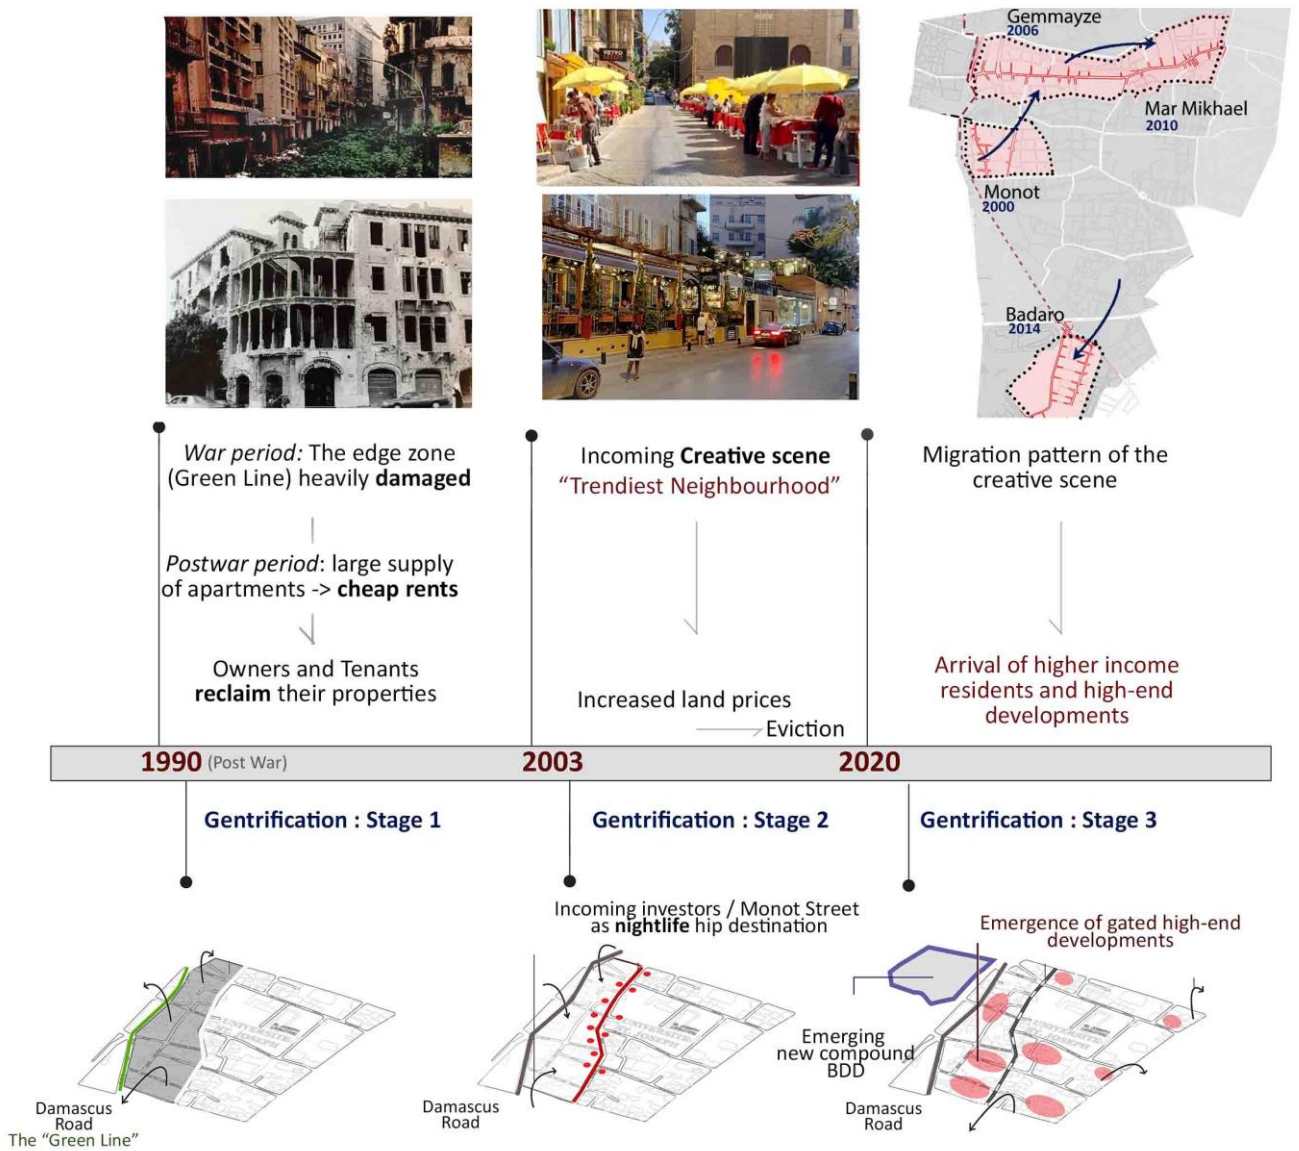 Gemmayze
2006
Mar Mikhael
2010
Monot
2000
Badaro
2014
War period: The edge zone
(Green Line) heavily damaged
Postwar period: large supply
of apartments -> cheap rents
Owners and Tenants
reclaim their properties
Incoming Creative scene
“Trendiest Neighbourhood”
Increased land prices
Eviction
Migration pattern of the
creative scene
Arrival of higher income
residents and high-end
developments
1990 (Post War)
2003
2020
Gentrification : Stage 1
Gentrification : Stage 2
Gentrification : Stage 3
Incoming investors / Monot Street
as nightlife hip destination
Emergence of gated high-end
developments
Emerging
new compound
BDD
Damascus
Road
The “Green Line”
Damascus
Road
Damascus
Road